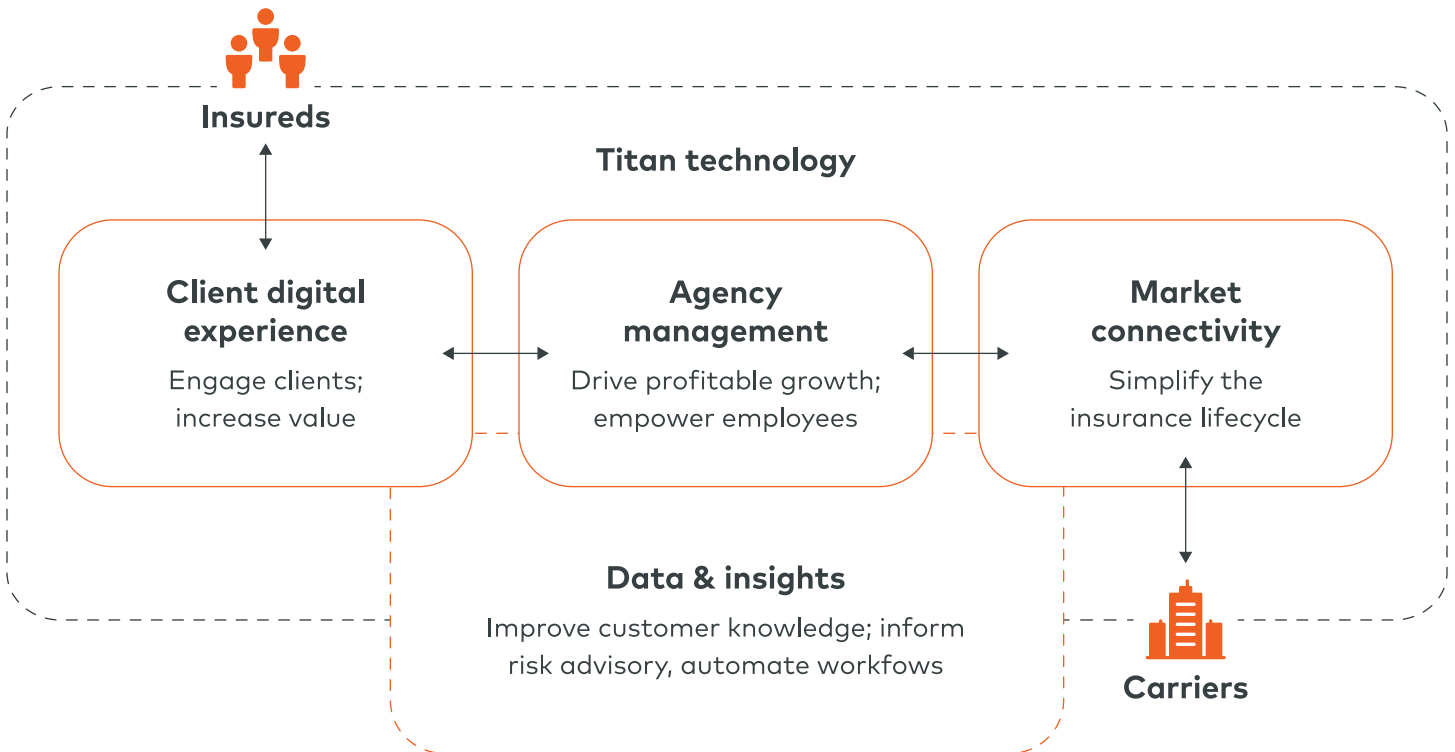 Insureds
Titan technology
Client digital
experience
Engage clients;
increase value
Agency
management
Drive profitable growth;
empower employees
Market
connectivity
Simplify the
insurance lifecycle
Data & insights
Improve customer knowledge; inform
risk advisory, automate workfows
Carriers